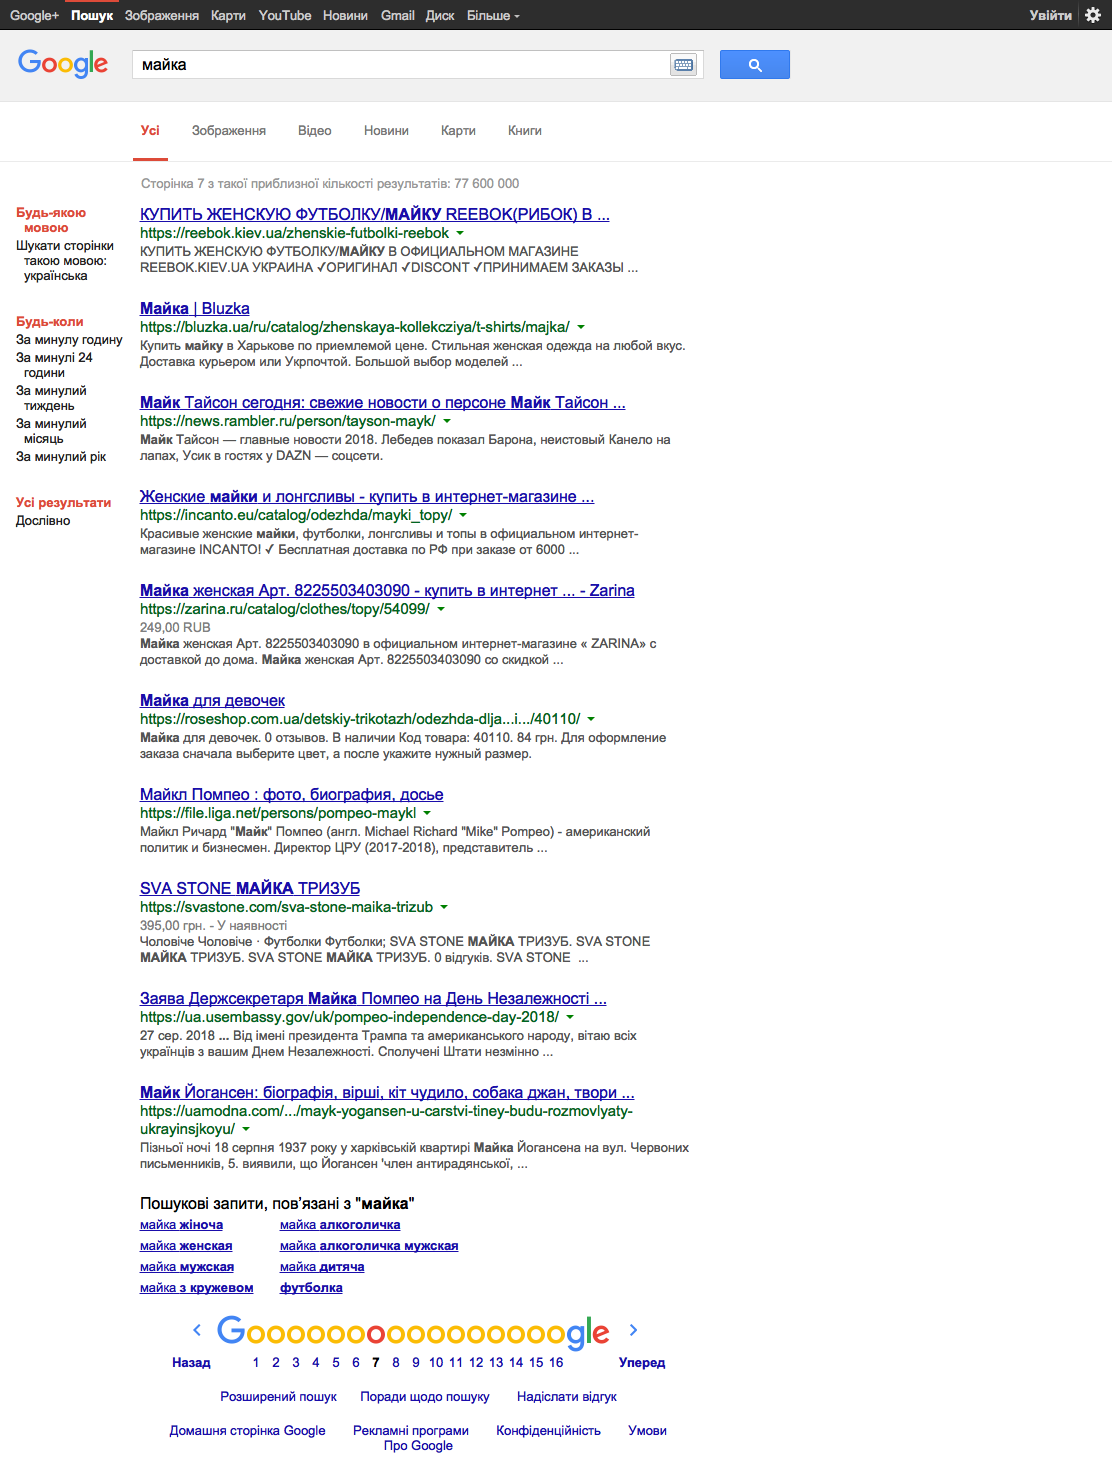 Google+ Пошук Зображення Карти YouTube Новини Gmail Диск Більше Увійти
Google майка
Усі Зображення Відео Новини Карти Книги
Сторінка 7 з такої приблизної кількості результатів: 77 600 000
Будь-якою
мовою
Шукати сторінки
такою мовою:
українська
Будь-коли
За минулу годину
За минулі 24
години
За минулий
тиждень
За минулий
місяць
За минулий рік
Усі результати
Дослівно
КУПИТЬ ЖЕНСКУЮ ФУТБОЛКУ/МАЙКУ REEBOK(РИБОК) В ...
https://reebok.kiev.ua/zhenskie-futbolki-reebok
КУПИТЬ ЖЕНСКУЮ ФУТБОЛКУ/МАЙКУ В ОФИЦИАЛЬНОМ МАГАЗИНЕ
REEBOK.KIEV.UA УКРАИНА ✓ОРИГИНАЛ ✓DISCONT ✓ПРИНИМАЕМ ЗАКАЗЫ ...
Майка | Bluzka
https://bluzka.ua/ru/catalog/zhenskaya-kollekcziya/t-shirts/majka/
Купить майку в Харькове по приемлемой цене. Стильная женская одежда на любой вкус.
Доставка курьером или Укрпочтой. Большой выбор моделей ...
Майк Тайсон сегодня: свежие новости о персоне Майк Тайсон ...
https://news.rambler.ru/person/tayson-mayk/
Майк Тайсон — главные новости 2018. Лебедев показал Барона, неистовый Канело на
лапах, Усик в гостях у DAZN — соцсети.
Женские майки и лонгсливы - купить в интернет-магазине ...
https://incanto.eu/catalog/odezhda/mayki_topy/
Красивые женские майки, футболки, лонгсливы и топы в официальном интернет-
магазине INCANTO! ✓ Бесплатная доставка по РФ при заказе от 6000 ...
Майка женская Арт. 8225503403090 - купить в интернет ... - Zarina
https://zarina.ru/catalog/clothes/topy/54099/
249,00 RUB
Майка женская Арт. 8225503403090 в официальном интернет-магазине « ZARINA» с
доставкой до дома. Майка женская Арт. 8225503403090 со скидкой ...
Майка для девочек
https://roseshop.com.ua/detskiy-trikotazh/odezhda-dlja...i.../40110/
Майка для девочек. 0 отзывов. В наличии Код товара: 40110. 84 грн. Для оформление
заказа сначала выберите цвет, а после укажите нужный размер.
Майкл Помпео : фото, биография, досье
https://file.liga.net/persons/pompeo-maykl
Майкл Ричард "Майк" Помпео (англ. Michael Richard "Mike" Pompeo) - американский
политик и бизнесмен. Директор ЦРУ (2017-2018), представитель ...
SVA STONE МАЙКА ТРИЗУБ
https://svastone.com/sva-stone-maika-trizub
395,00 грн. - У наявності
Чоловіче Чоловіче · Футболки Футболки; SVA STONE МАЙКА ТРИЗУБ. SVA STONE
МАЙКА ТРИЗУБ. SVA STONE МАЙКА ТРИЗУБ. 0 відгуків. SVA STONE ...
Заява Держсекретаря Майка Помпео на День Незалежності ...
https://ua.usembassy.gov/uk/pompeo-independence-day-2018/
27 сер. 2018 ... Від імені президента Трампа та американського народу, вітаю всіх
українців з вашим Днем Незалежності. Сполучені Штати незмінно ...
Майк Йогансен: біографія, вірші, кіт чудило, собака джан, твори ...
https://uamodna.com/.../mayk-yogansen-u-carstvi-tiney-budu-rozmovlyaty-
ukrayinsjkoyu/
Пізньої ночі 18 серпня 1937 року у харківській квартирі Майка Йогансена на вул. Червоних
письменників, 5. виявили, що Йогансен 'член антирадянської, ...
Пошукові запити, пов’язані з "майка"
майка жіноча майка алкоголичка
майка женская майка алкоголичка мужская
майка мужская майка дитяча
майка з кружевом футболка
Gooooooooooooooooogle
Назад 1 2 3 4 5 6 7 8 9 10 11 12 13 14 15 16 Уперед
Розширений пошук Поради щодо пошуку Надіслати відгук
Домашня сторінка Google Рекламні програми Конфіденційність Умови
Про Google